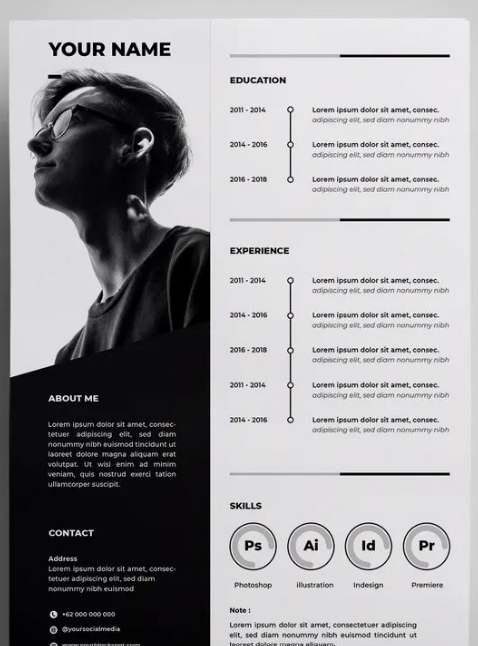 YOUR NAME
ABOUT ME
Lorem ipsum dolor sit amet, consec-
tetuer adipiscing elit, sed diam
nonummy nibh euismod tincidunt ut
laoreet dolore magna aliquam erat
volutpat. Ut wisi enim ad minim
veniam, quis nostrud exerci tation
ullamcorper suscipit.
CONTACT
Address
Lorem ipsum dolor sit amet, consec-
tetuer adipiscing elit, sed diam
nonummy nibh euismod
+62 000 000 000
@yoursocialmedia
EDUCATION
2011 - 2014
Lorem ipsum dolor sit amet, consec.
adipiscing elit, sed diam nonummy nibh
2014 - 2016
Lorem ipsum dolor sit amet, consec.
adipiscing elit, sed diam nonummy nibh
2016 - 2018
Lorem ipsum dolor sit amet, consec.
adipiscing elit, sed diam nonummy nibh
EXPERIENCE
2011 - 2014
Lorem ipsum dolor sit amet, consec.
adipiscing elit, sed diam nonummy nibh
2014 - 2016
Lorem ipsum dolor sit amet, consec.
adipiscing elit, sed diam nonummy nibh
2016 - 2018
Lorem ipsum dolor sit amet, consec.
adipiscing elit, sed diam nonummy nibh
2011 - 2014
Lorem ipsum dolor sit amet, consec.
adipiscing elit, sed diam nonummy nibh
2014 - 2016
Lorem ipsum dolor sit amet, consec.
adipiscing elit, sed diam nonummy nibh
SKILLS
Ps Ai Id Pr
Photoshop illustration Indesign Premiere
Note :
Lorem ipsum dolor sit amet, consectetuer adipiscing
elit, sed diam nonummy nibh euismod tincidunt ut
laoreet dolore magna aliquam.